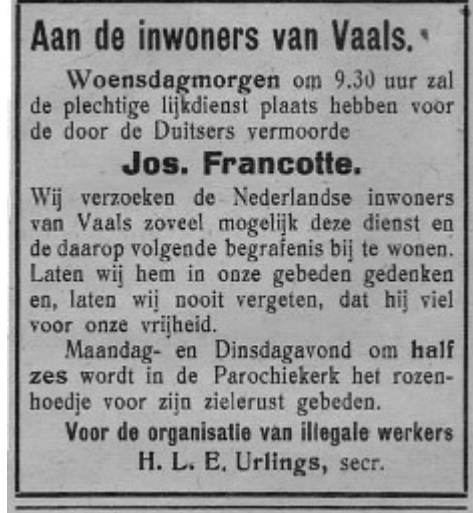 Aan de inwoners van Vaals.
Woensdagmorgen om 9.30 uur zal
de plechtige lijkdienst plaats hebben voor
de door de Duitsers vermoorde
Jos. Francotte.
Wij verzoeken de Nederlandse inwoners
van Vaals zoveel mogelijk deze dienst en
de daarop volgende begrafenis bij te wonen.
Laten wij hem in onze gebeden gedenken
en, laten wij nooit vergeten, dat hij viel
voor onze vrijheid.
Maandag- en Dinsdagavond om half
zes wordt in de Parochiekerk het rozen-
hoedje voor zijn zielerust gebeden.
Voor de organisatie van illegale werkers
H. L. E. Urlings, secr.